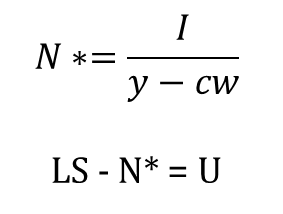 N *= I / (y − cw)
LS - N* = U